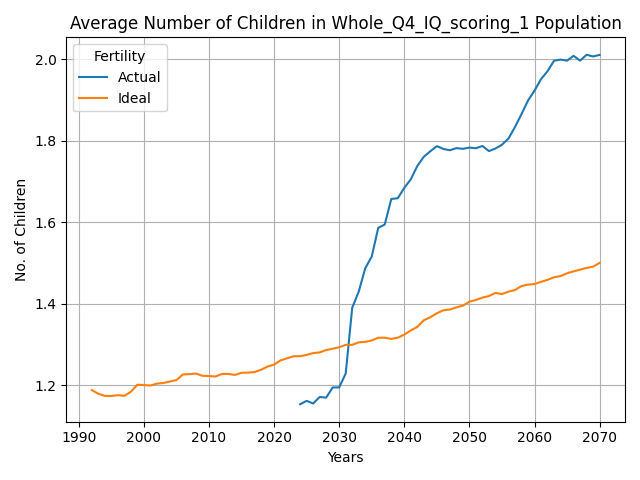 Average Number of Children in Whole_Q4_IQ_scoring_1 Population
Fertility
Actual
Ideal
No. of Children
2.0
1.8
1.6
1.4
1.2
1990 2000 2010 2020 2030 2040 2050 2060 2070
Years